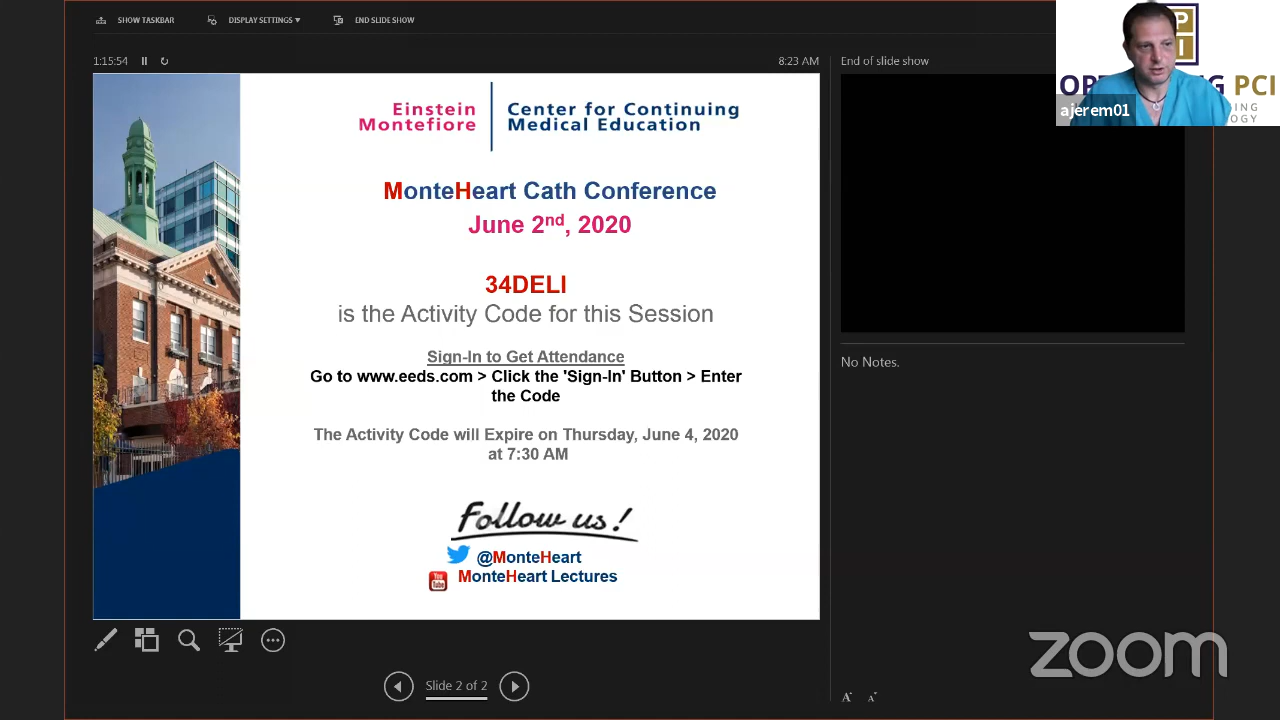 SHOW TASKBAR
DISPLAY SETTINGS ▾
END SLIDE SHOW
1:15:54
8:23 AM
End of slide show
PCI
ajerem01
Einstein
Montefiore
Center for Continuing
Medical Education
MonteHeart Cath Conference
June 2nd, 2020
34DELI
is the Activity Code for this Session
Sign-In to Get Attendance
Go to www.eeds.com > Click the 'Sign-In' Button > Enter
the Code
The Activity Code will Expire on Thursday, June 4, 2020
at 7:30 AM
Follow us!
@MonteHeart
You
Tube
MonteHeart Lectures
No Notes.
Slide 2 of 2
zoom